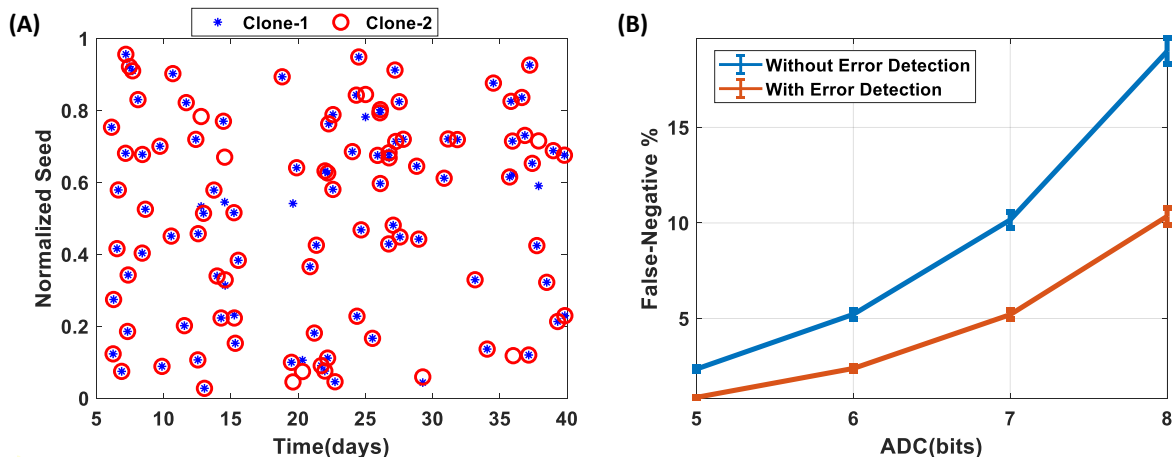 (A)
Clone-1 Clone-2
Normalized Seed
1
0.8
0.6
0.4
0.2
0
5 10 15 20 25 30 35 40
Time(days)
(B)
Without Error Detection
With Error Detection
False-Negative %
15
10
5
5 6 7 8
ADC(bits)